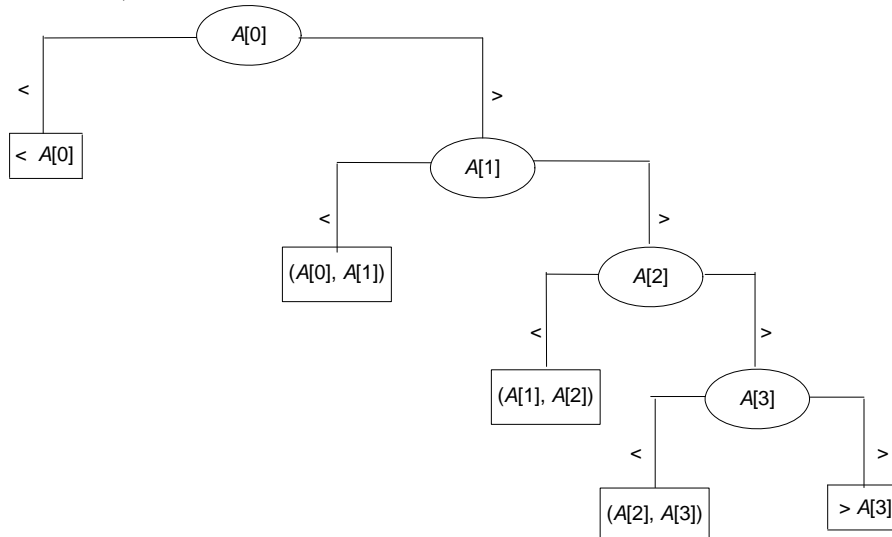 A[0]
<
>
< A[0]
A[1]
<
>
(A[0], A[1])
A[2]
<
>
(A[1], A[2])
A[3]
<
>
(A[2], A[3])
> A[3]